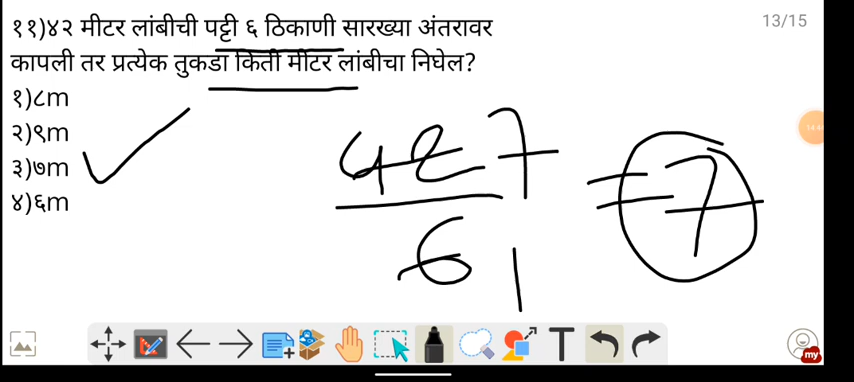 ११)४२ मीटर लांबीची पट्टी ६ ठिकाणी सारख्या अंतरावर
कापली तर प्रत्येक तुकडा किती मीटर लांबीचा निघेल?
१)८m
२)९m
३)७m
४)६m
42 7
6 1
= 7
13/15
T
my